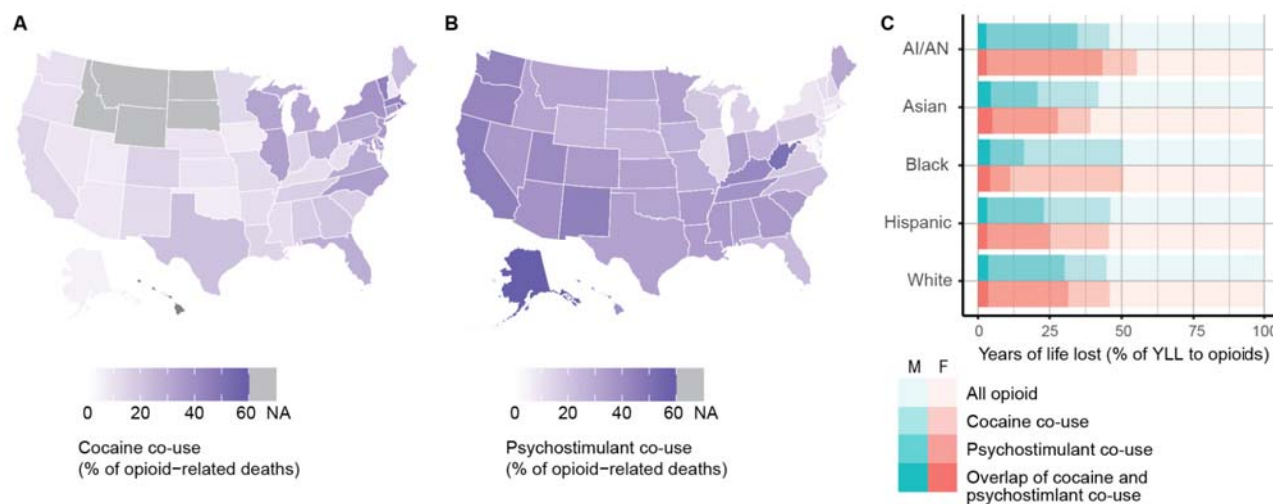 A
B
C
AI/AN
Asian
Black
Hispanic
White
0 25 50 75 100
Years of life lost (% of YLL to opioids)
0 20 40 60 NA
Cocaine co-use
(% of opioid-related deaths)
0 20 40 60 NA
Psychostimulant co-use
(% of opioid-related deaths)
M F
All opioid
Cocaine co-use
Psychostimulant co-use
Overlap of cocaine and
psychostimlant co-use